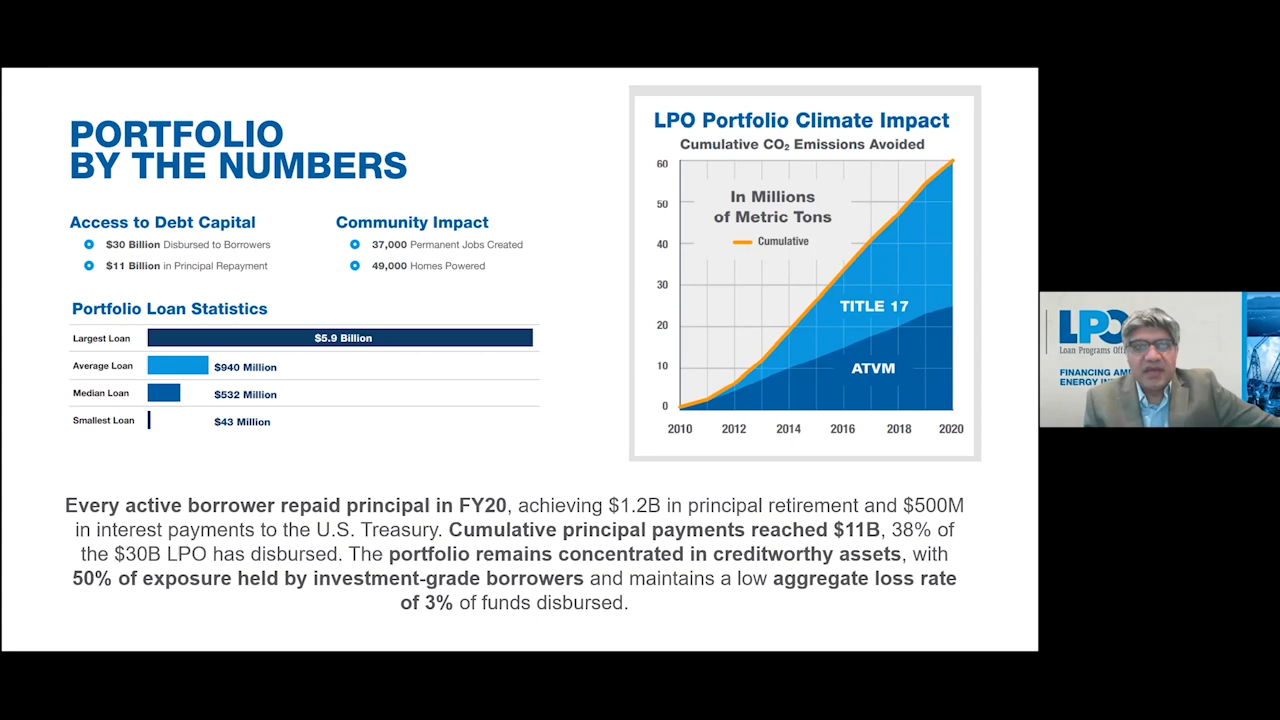 PORTFOLIO
BY THE NUMBERS
Access to Debt Capital
$30 Billion Disbursed to Borrowers
$11 Billion in Principal Repayment
Community Impact
37,000 Permanent Jobs Created
49,000 Homes Powered
Portfolio Loan Statistics
Largest Loan $5.9 Billion
Average Loan $940 Million
Median Loan $532 Million
Smallest Loan $43 Million
LPO Portfolio Climate Impact
Cumulative CO₂ Emissions Avoided
In Millions
of Metric Tons
Cumulative
60
50
40
30
20
10
0
TITLE 17
ATVM
2010 2012 2014 2016 2018 2020
Every active borrower repaid principal in FY20, achieving $1.2B in principal retirement and $500M
in interest payments to the U.S. Treasury. Cumulative principal payments reached $11B, 38% of
the $30B LPO has disbursed. The portfolio remains concentrated in creditworthy assets, with
50% of exposure held by investment-grade borrowers and maintains a low aggregate loss rate
of 3% of funds disbursed.
LPO
Loan Programs
FINANCING
ENERGY